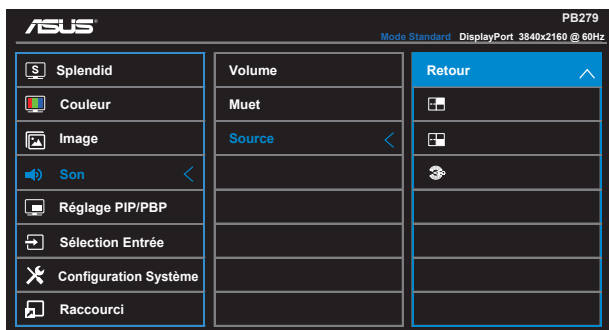 ASUS
PB279
Mode Standard DisplayPort 3840x2160 @ 60Hz
S Splendid
Couleur
Image
Son
Réglage PIP/PBP
Sélection Entrée
Configuration Système
Raccourci
Volume
Muet
Source
Retour